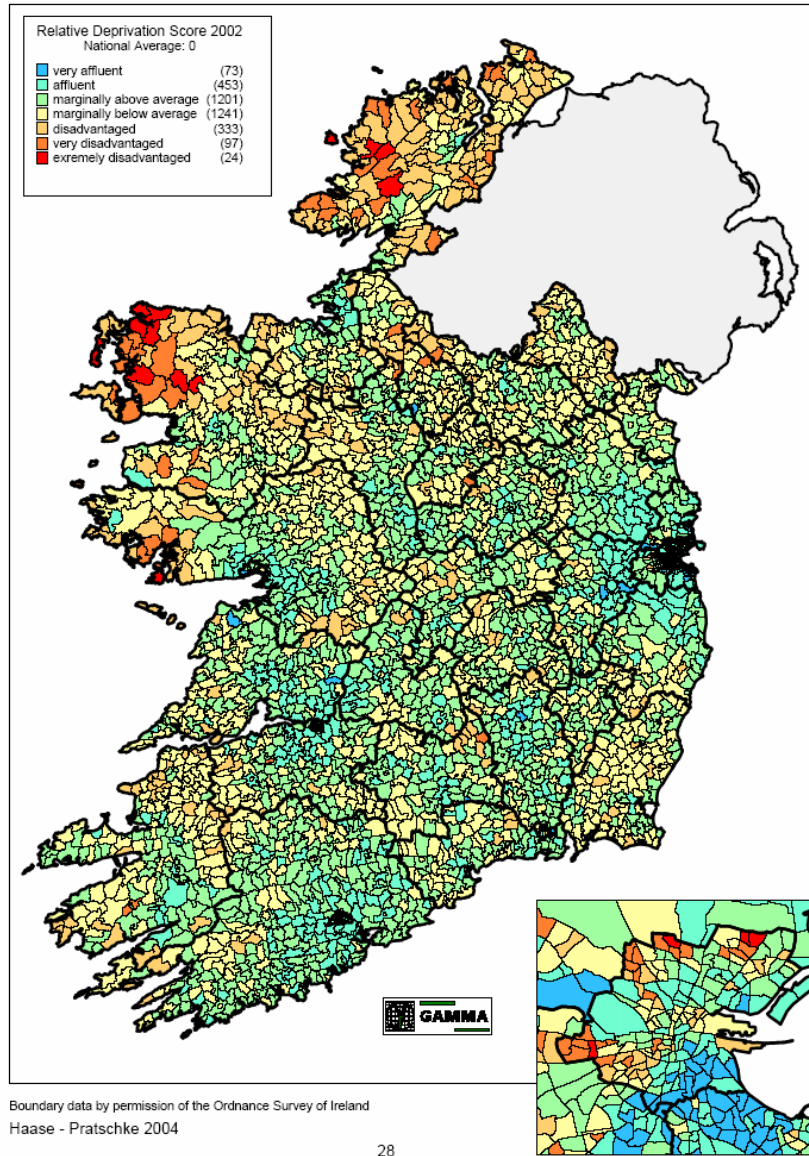 Relative Deprivation Score 2002
National Average: 0
very affluent (73)
affluent (453)
marginally above average (1201)
marginally below average (1241)
disadvantaged (333)
very disadvantaged (97)
exremely disadvantaged (24)
GAMMA
Boundary data by permission of the Ordnance Survey of Ireland
Haase - Pratschke 2004
28